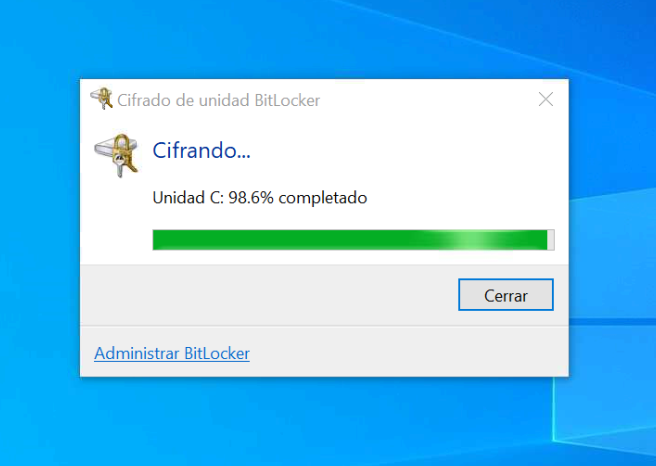 Cifrado de unidad BitLocker
Cifrando...
Unidad C: 98.6% completado
Cerrar
Administrar BitLocker